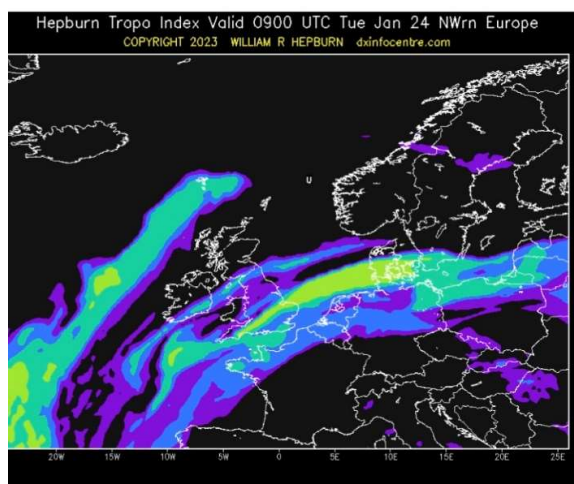 Hepburn Tropo Index Valid 0900 UTC Tue Jan 24 NWrn Europe
COPYRIGHT 2023 WILLIAM R HEPBURN dxinfocentre.com
U
20W 15W 10W 5W 0 5E 10E 15E 20E 25E